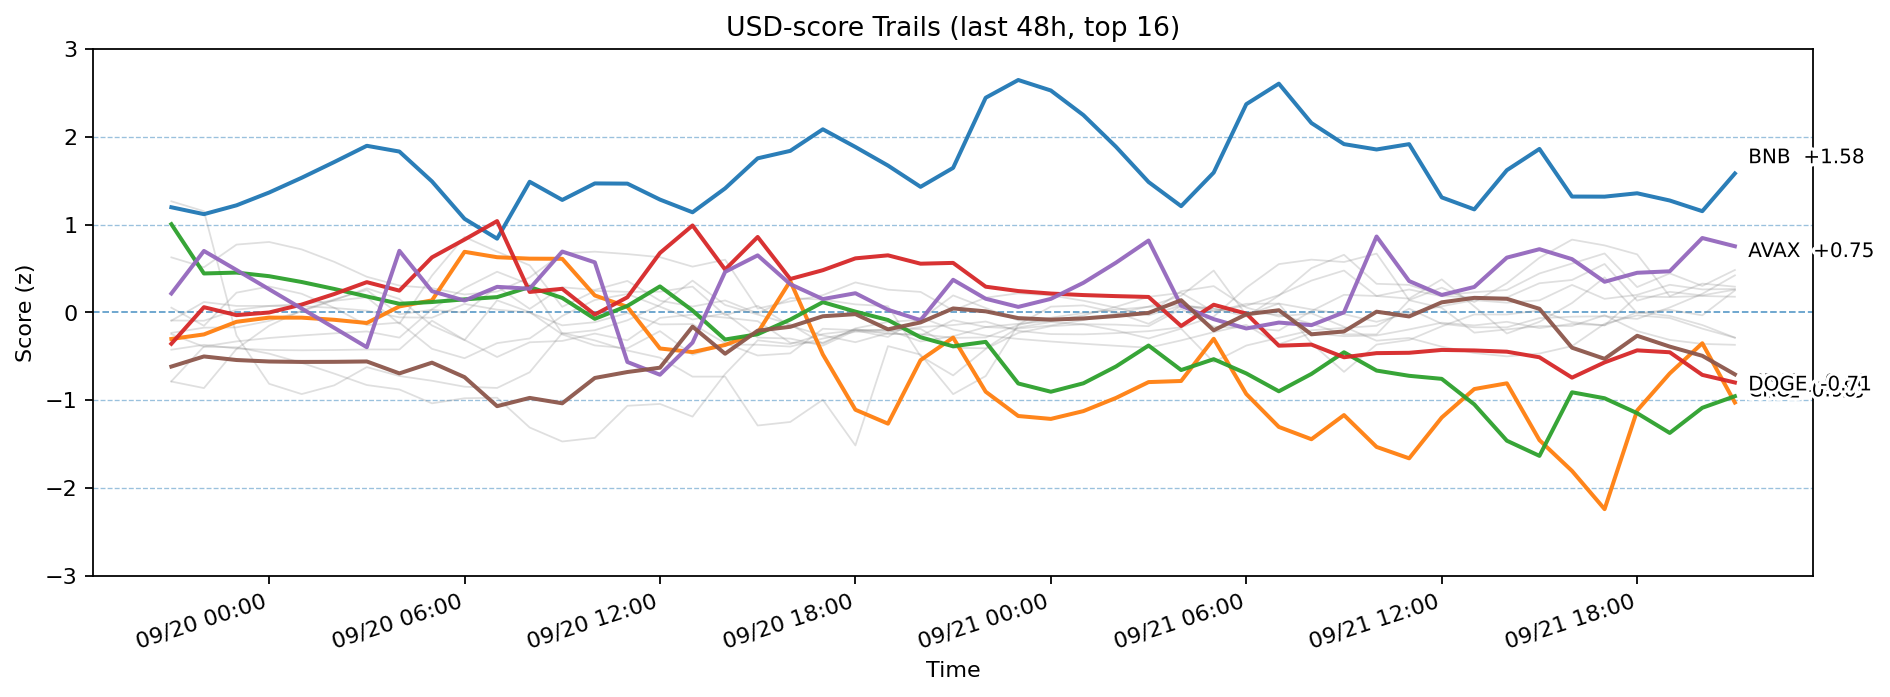 USD-score Trails (last 48h, top 16)
Score (z)
3
2
1
0
−1
−2
−3
BNB +1.58
AVAX +0.75
DOGE -0.71
09/20 00:00
09/20 06:00
09/20 12:00
09/20 18:00
09/21 00:00
09/21 06:00
09/21 12:00
09/21 18:00
Time